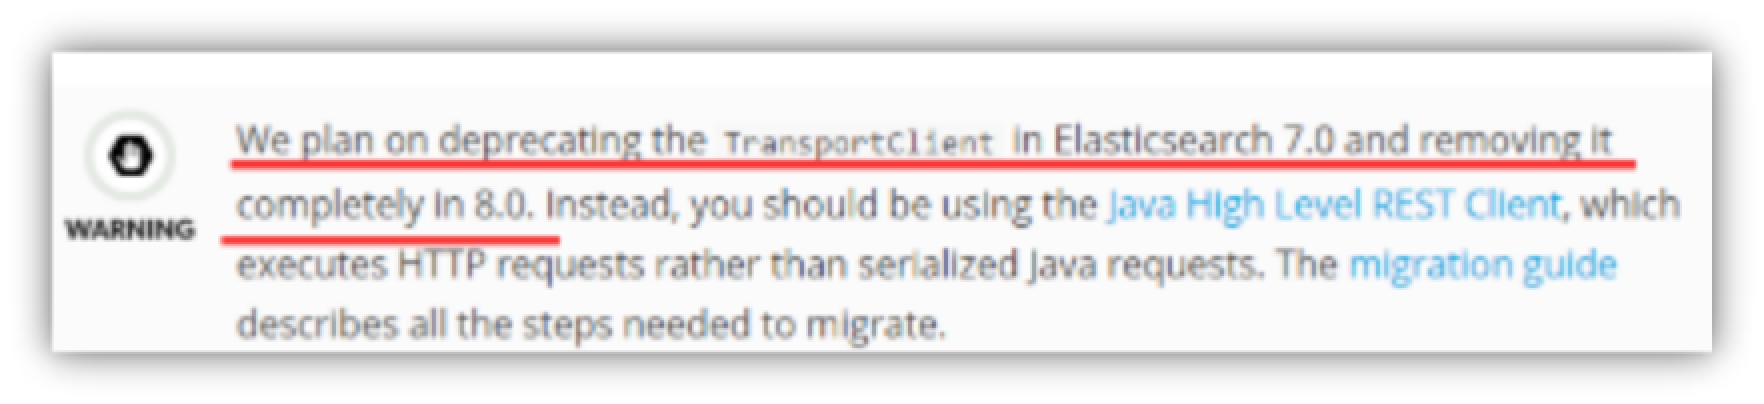 We plan on deprecating the TransportClient in Elasticsearch 7.0 and removing it
completely in 8.0. Instead, you should be using the Java High Level REST Client, which
WARNING
executes HTTP requests rather than serialized Java requests. The migration guide
describes all the steps needed to migrate.